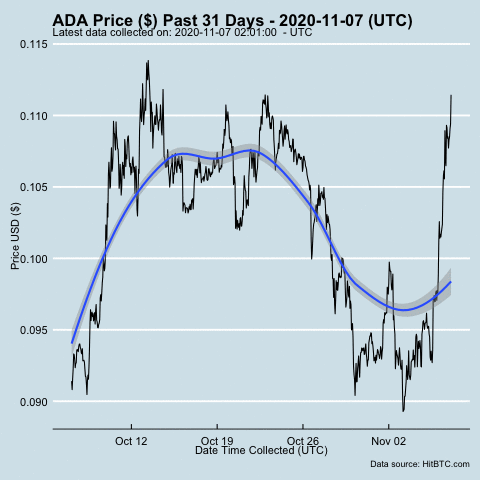 ADA Price ($) Past 31 Days - 2020-11-07 (UTC)
Latest data collected on: 2020-11-07 02:01:00 - UTC
0.115
0.110
0.105
0.100
0.095
0.090
Price USD ($)
Oct 12
Oct 19
Oct 26
Nov 02
Date Time Collected (UTC)
Data source: HitBTC.com